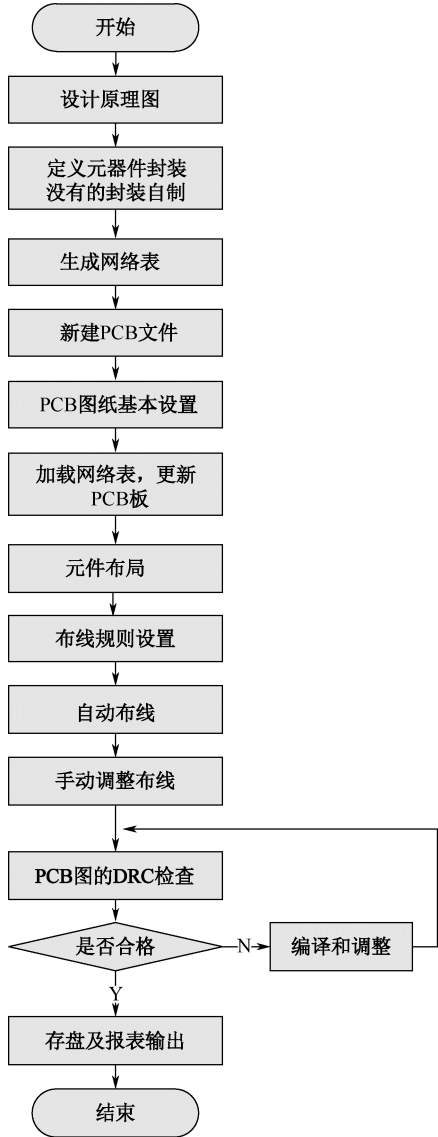 开始
设计原理图
定义元器件封装
没有的封装自制
生成网络表
新建PCB文件
PCB图纸基本设置
加载网络表，更新
PCB板
元件布局
布线规则设置
自动布线
手动调整布线
PCB图的DRC检查
是否合格
N
编译和调整
Y
存盘及报表输出
结束